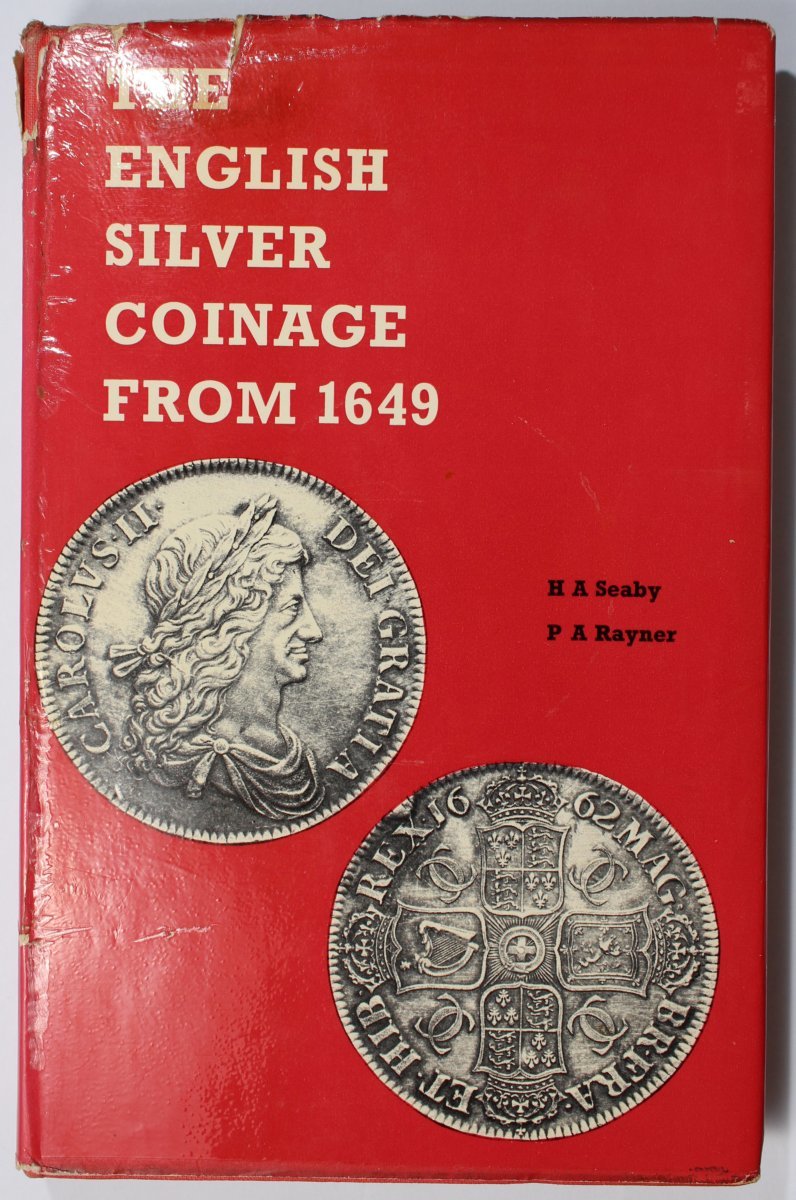 THE
ENGLISH
SILVER
COINAGE
FROM 1649
CAROLVS·II·
DEI·GRATIA
H A Seaby
P A Rayner
REX·16
62 MAG·
BR·FRA·
ET·HIB·